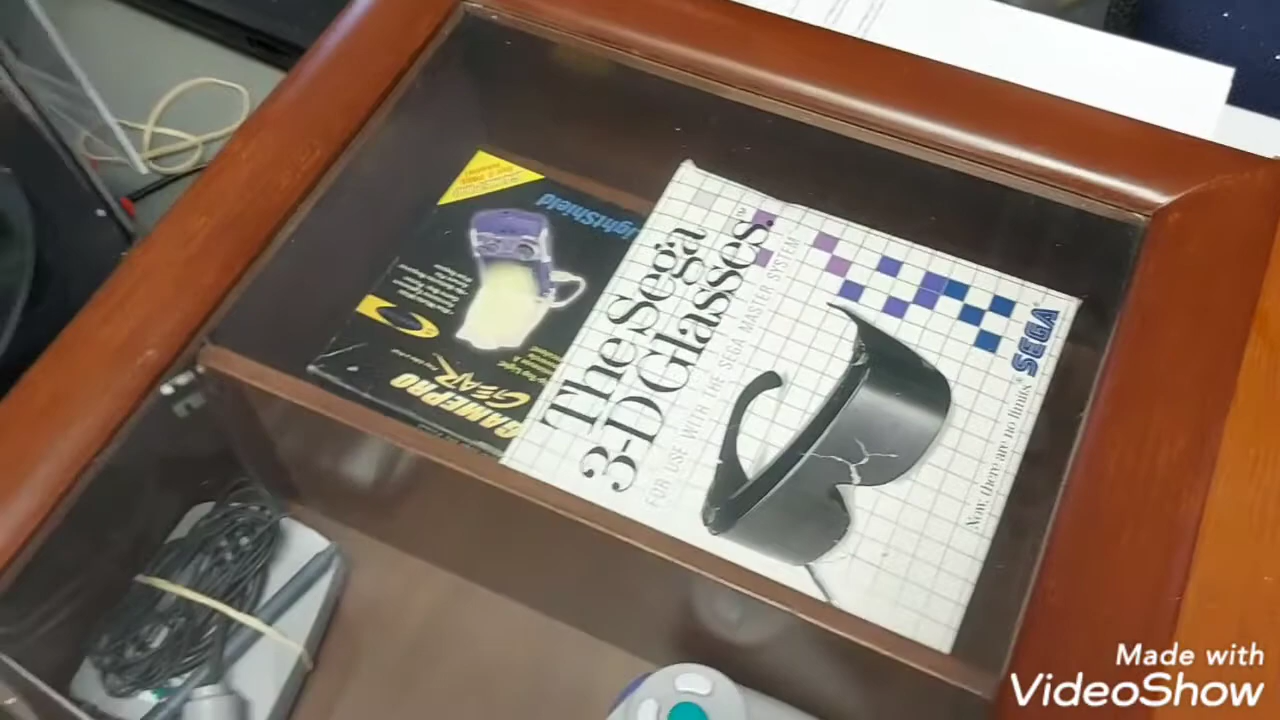 The Sega
3-D Glasses.™
FOR USE WITH THE SEGA MASTER SYSTEM
SEGA®
Now, there are no limits.®
LightShield
GAMEPRO
GEAR
Made with
VideoShow